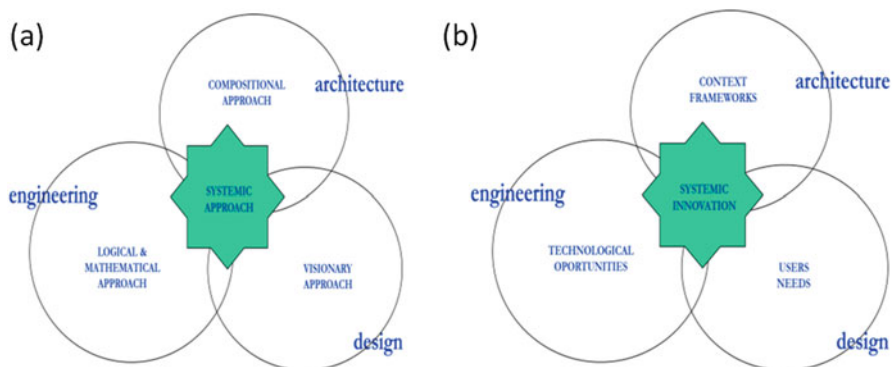 (a)
COMPOSITIONAL
APPROACH
architecture
engineering
SYSTEMIC
APPROACH
LOGICAL &
MATHEMATICAL
APPROACH
VISIONARY
APPROACH
design
(b)
CONTEXT
FRAMEWORKS
architecture
engineering
SYSTEMIC
INNOVATION
TECHNOLOGICAL
OPORTUNITIES
USERS
NEEDS
design